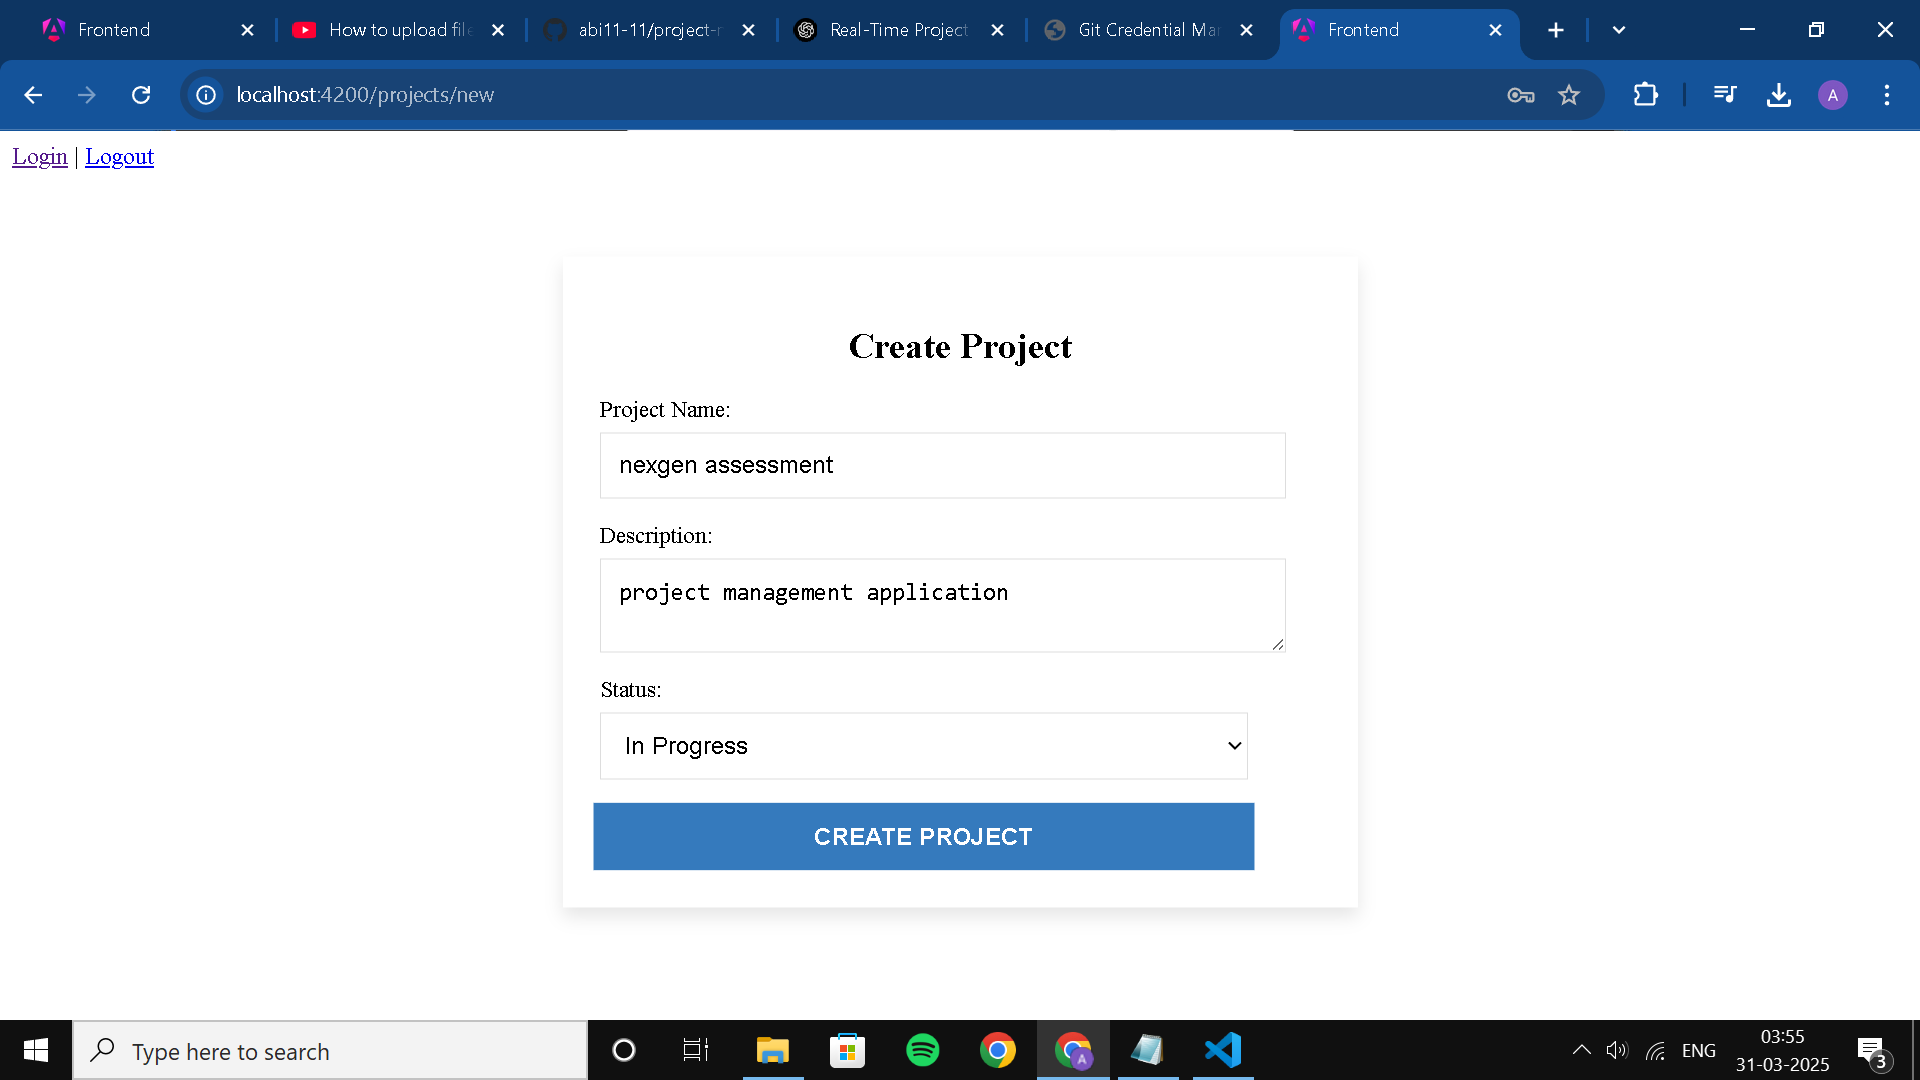 Frontend
How to upload file
abi11-11/project-r
Real-Time Project
Git Credential Mar
Frontend
localhost:4200/projects/new
A
Login | Logout
Create Project
Project Name:
nexgen assessment
Description:
project management application
Status:
In Progress
CREATE PROJECT
Type here to search
A
ENG
03:55
31-03-2025
3